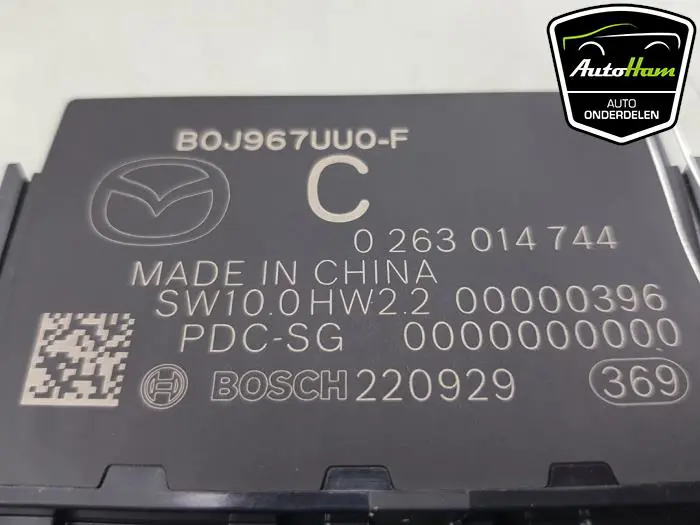 AutoHam
AUTO
ONDERDELEN
B0J967UU0-F
C
0 263 014 744
MADE IN CHINA
SW10.0HW2.2 00000396
PDC-SG 0000000000
BOSCH 220929 369